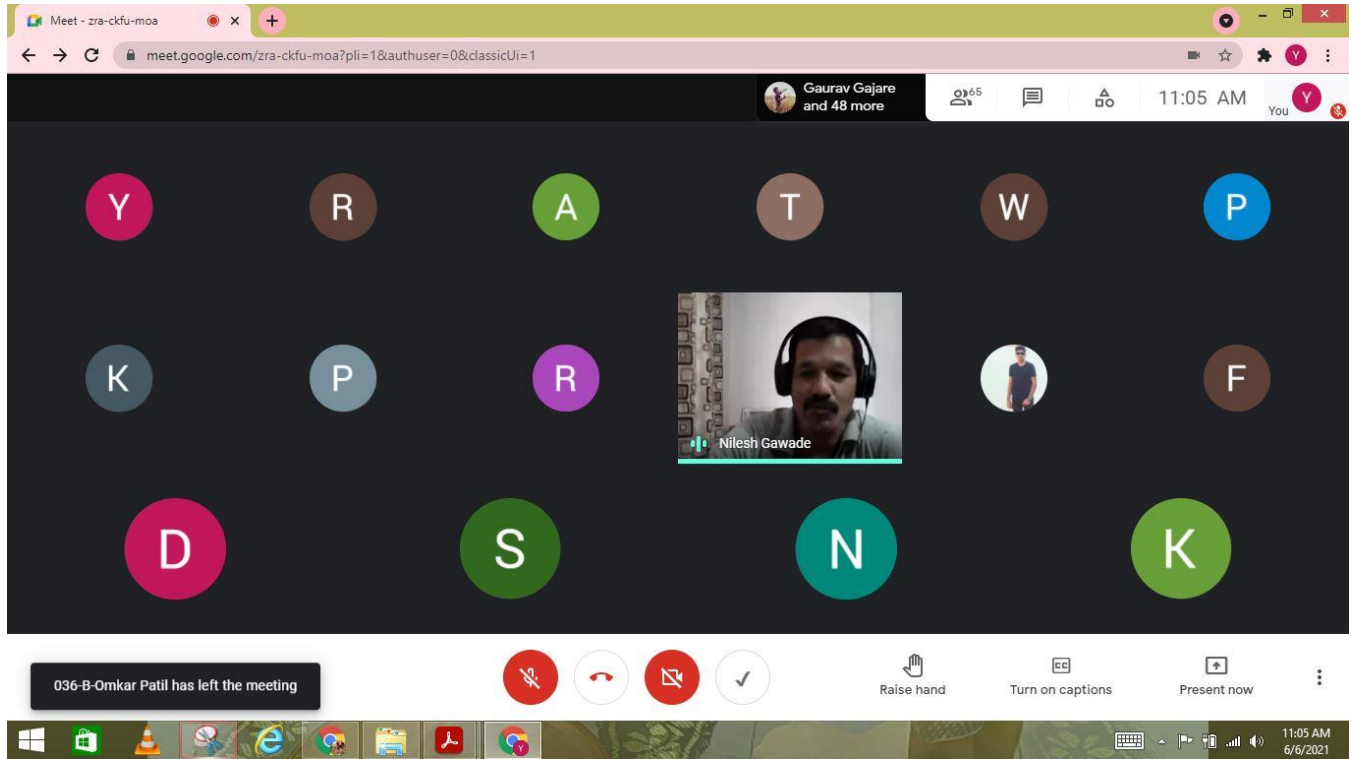 Meet - zra-ckfu-moa
meet.google.com/zra-ckfu-moa?pli=1&authuser=0&classicUi=1
Y
Gaurav Gajare
and 48 more
65
11:05 AM
You
Y
Y
R
A
T
W
P
K
P
R
Nilesh Gawade
F
D
S
N
K
036-B-Omkar Patil has left the meeting
Raise hand
CC
Turn on captions
Present now
11:05 AM
6/6/2021